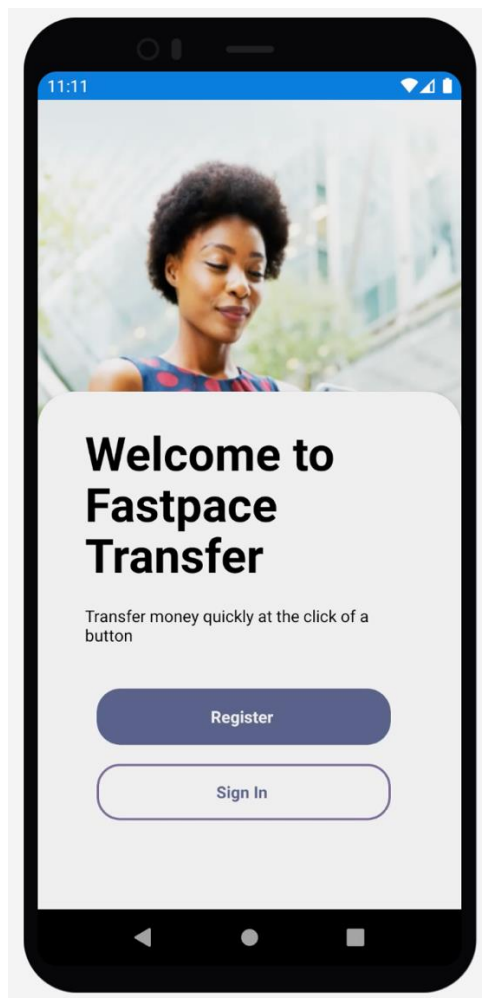 11:11
Welcome to
Fastpace
Transfer
Transfer money quickly at the click of a
button
Register
Sign In